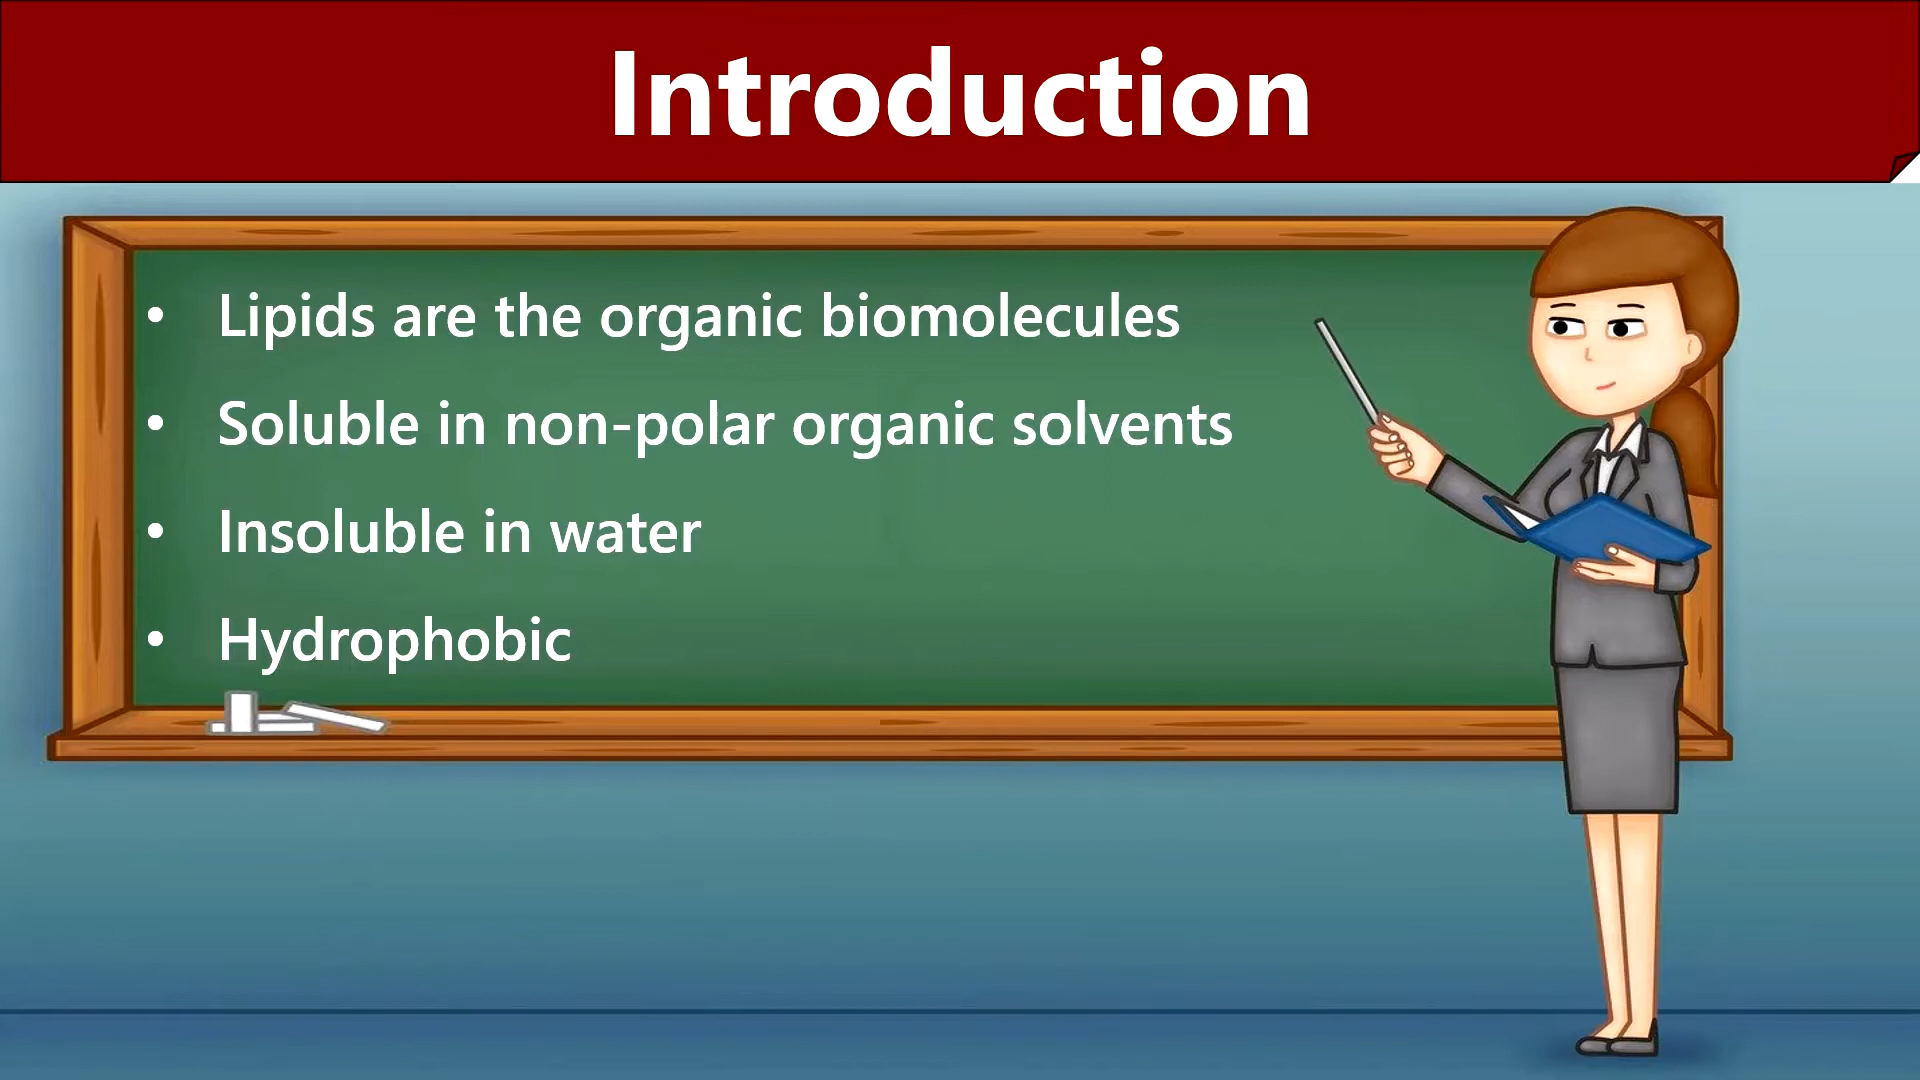 Introduction
• Lipids are the organic biomolecules
• Soluble in non-polar organic solvents
• Insoluble in water
• Hydrophobic